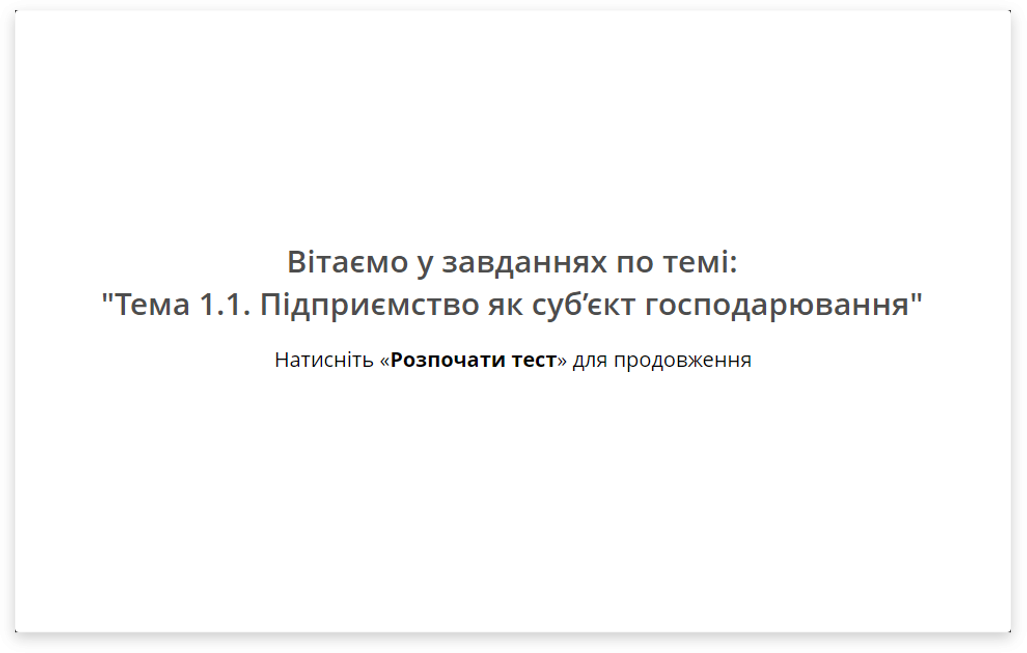 Вітаємо у завданнях по темі:
"Тема 1.1. Підприємство як суб’єкт господарювання"
Натисніть «Розпочати тест» для продовження